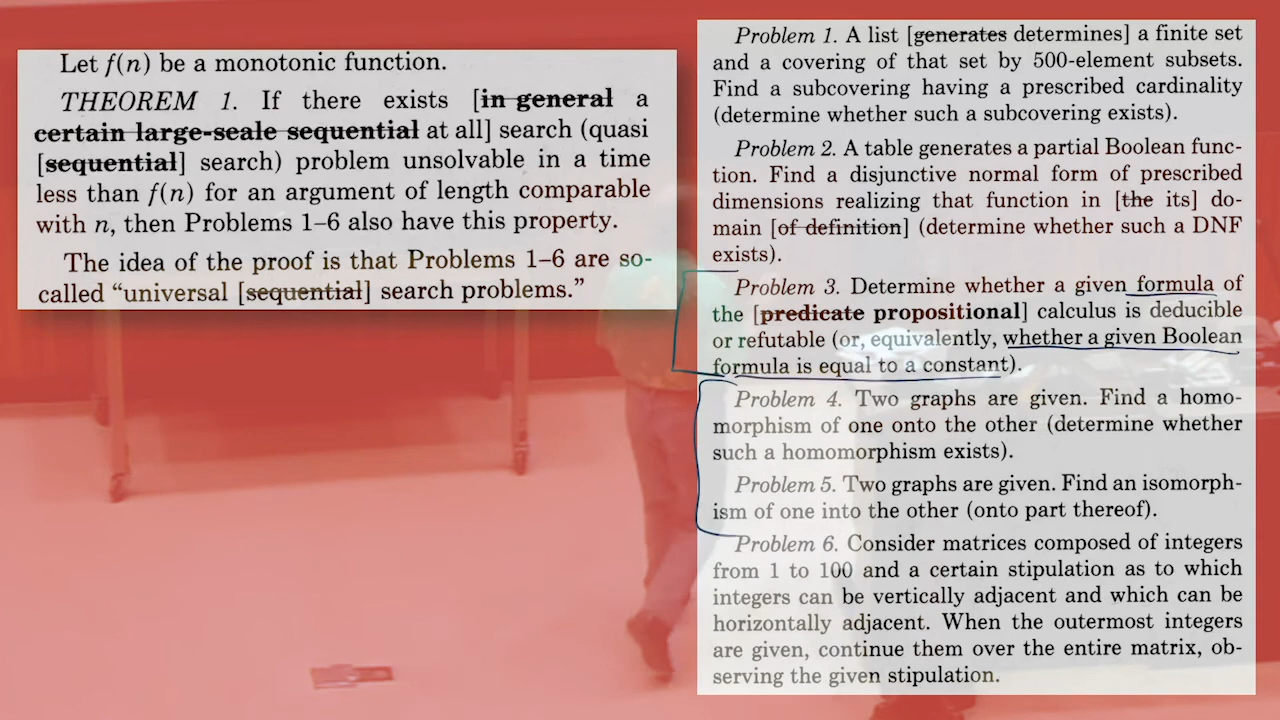 Let f(n) be a monotonic function.
THEOREM 1. If there exists [in general a
certain large-seale sequential at all] search (quasi
[sequential] search) problem unsolvable in a time
less than f(n) for an argument of length comparable
with n, then Problems 1–6 also have this property.
The idea of the proof is that Problems 1–6 are so-
called “universal [sequential] search problems.”
Problem 1. A list [generates determines] a finite set
and a covering of that set by 500-element subsets.
Find a subcovering having a prescribed cardinality
(determine whether such a subcovering exists).
Problem 2. A table generates a partial Boolean func-
tion. Find a disjunctive normal form of prescribed
dimensions realizing that function in [the its] do-
main [of definition] (determine whether such a DNF
exists).
Problem 3. Determine whether a given formula of
the [predicate propositional] calculus is deducible
or refutable (or, equivalently, whether a given Boolean
formula is equal to a constant).
Problem 4. Two graphs are given. Find a homo-
morphism of one onto the other (determine whether
such a homomorphism exists).
Problem 5. Two graphs are given. Find an isomorph-
ism of one into the other (onto part thereof).
Problem 6. Consider matrices composed of integers
from 1 to 100 and a certain stipulation as to which
integers can be vertically adjacent and which can be
horizontally adjacent. When the outermost integers
are given, continue them over the entire matrix, ob-
serving the given stipulation.